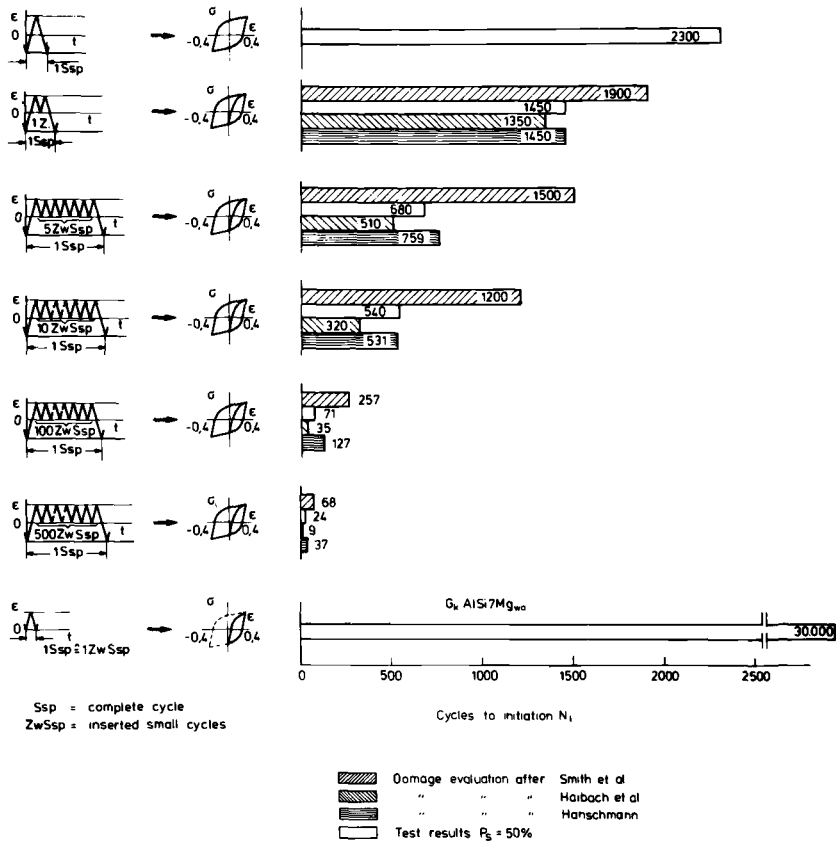 ε
σ
0
-0,4
ε
0,4
t
1Ssp
2300
ε
σ
0
-0,4
ε
0,4
1Z.
t
1Ssp
1900
1450
1350
1450
ε
σ
0
-0,4
ε
0,4
5ZwSsp
t
1Ssp
1500
680
510
759
ε
σ
0
-0,4
ε
0,4
10ZwSsp
t
1Ssp
1200
540
320
531
ε
σ
0
-0,4
ε
0,4
100ZwSsp
t
1Ssp
257
71
35
127
ε
σ
0
-0,4
ε
0,4
500ZwSsp
t
1Ssp
68
24
9
37
ε
σ
0
-0,4
ε
0,4
t
1Ssp≙1ZwSsp
Gk AlSi7Mgwa
30.000
0 500 1000 1500 2000 2500
Ssp = complete cycle
ZwSsp = inserted small cycles
Cycles to initiation Ni
Damage evaluation after Smith et al
" " " Haibach et al
" " " Hanschmann
Test results Ps = 50%